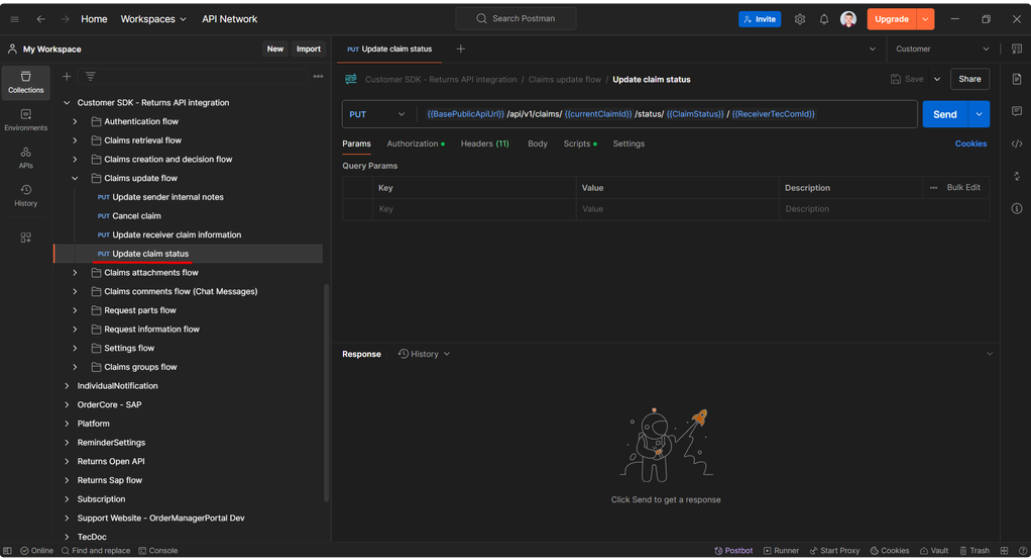 Home Workspaces API Network Search Postman Invite Upgrade
My Workspace New Import PUT Update claim status Customer
Collections
Environments
APIs
History
Customer SDK - Returns API integration
Authentication flow
Claims retrieval flow
Claims creation and decision flow
Claims update flow
PUT Update sender internal notes
PUT Cancel claim
PUT Update receiver claim information
PUT Update claim status
Claims attachments flow
Claims comments flow (Chat Messages)
Request parts flow
Request information flow
Settings flow
Claims groups flow
IndividualNotification
OrderCore - SAP
Platform
ReminderSettings
Returns Open API
Returns Sap flow
Subscription
Support Website - OrderManagerPortal Dev
TecDoc
Customer SDK - Returns API integration / Claims update flow / Update claim status Save Share
PUT {{BasePublicApiUrl}} /api/v1/claims/ {{currentClaimId}} /status/ {{ClaimStatus}} / {{ReceiverTecComId}} Send
Params Authorization Headers (11) Body Scripts Settings Cookies
Query Params
Key Value Description Bulk Edit
Key Value Description
Response History
Click Send to get a response
Online Find and replace Console Postbot Runner Start Proxy Cookies Vault Trash